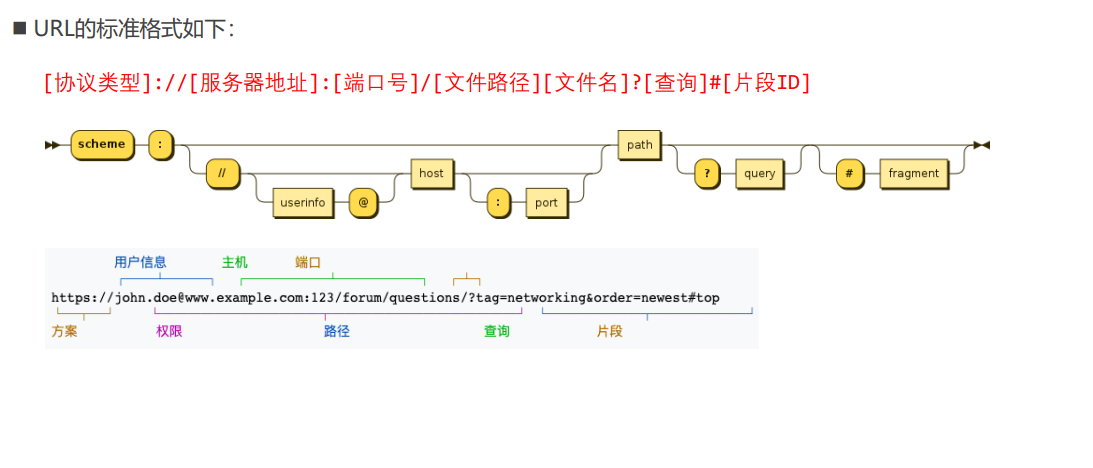 ■ URL的标准格式如下：
[协议类型]://[服务器地址]:[端口号]/[文件路径][文件名]?[查询]#[片段ID]
scheme : path
// host ? query # fragment
userinfo @ : port
用户信息 主机 端口
https://john.doe@www.example.com:123/forum/questions/?tag=networking&order=newest#top
方案 权限 路径 查询 片段